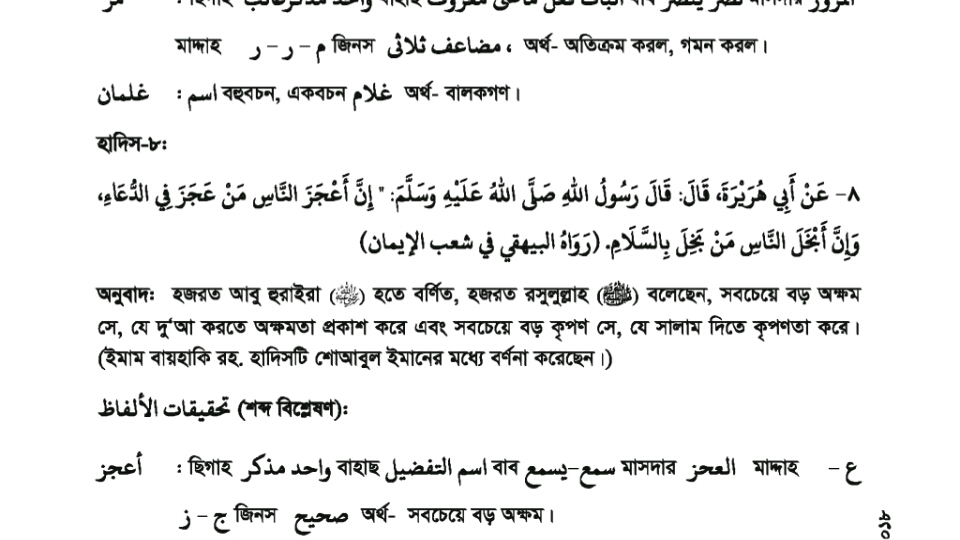 মাদ্দাহ م – ر – ر জিনস مضاعف ثلاثى ، অর্থ- অতিক্রম করল, গমন করল।
غلمان : اسم বহুবচন, একবচন غلام অর্থ- বালকগণ।
হাদিস-৮:
٨- عَنْ أَبِي هُرَيْرَةَ، قَالَ: قَالَ رَسُولُ اللهِ صَلَّى اللهُ عَلَيْهِ وَسَلَّمَ: " إِنَّ أَعْجَزَ النَّاسِ مَنْ عَجَزَ فِي الدُّعَاءِ،
وَإِنَّ أَبْخَلَ النَّاسِ مَنْ بَخِلَ بِالسَّلَامِ. (رَوَاهُ البيهقي في شعب الإيمان)
অনুবাদ: হজরত আবু হুরাইরা (رضي الله عنه) হতে বর্ণিত, হজরত রসুলুল্লাহ (ﷺ) বলেছেন, সবচেয়ে বড় অক্ষম
সে, যে দু'আ করতে অক্ষমতা প্রকাশ করে এবং সবচেয়ে বড় কৃপণ সে, যে সালাম দিতে কৃপণতা করে।
(ইমাম বায়হাকি রহ. হাদিসটি শোআবুল ইমানের মধ্যে বর্ণনা করেছেন।)
تحقيقات الألفاظ (শব্দ বিশ্লেষণ):
أعجز : ছিগাহ واحد مذكر বাহাছ اسم التفضيل বাব سمع-يسمع মাসদার العجز মাদ্দাহ ع –
ج – ز জিনস صحيح অর্থ- সবচেয়ে বড় অক্ষম।